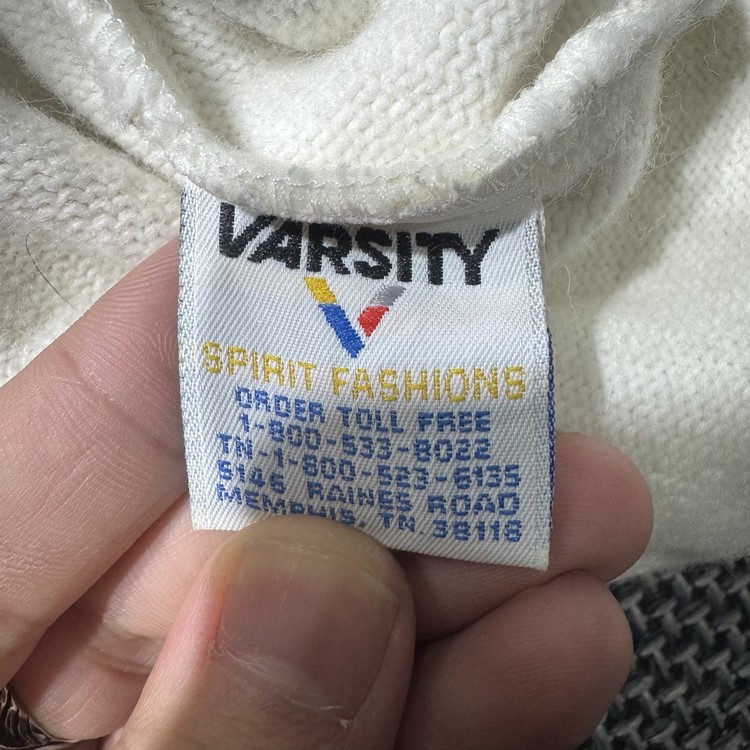 VARSITY
SPIRIT FASHIONS
ORDER TOLL FREE
1-800-533-8022
TN-1-800-523-6135
6146 RAINES ROAD
MEMPHIS, TN. 38118